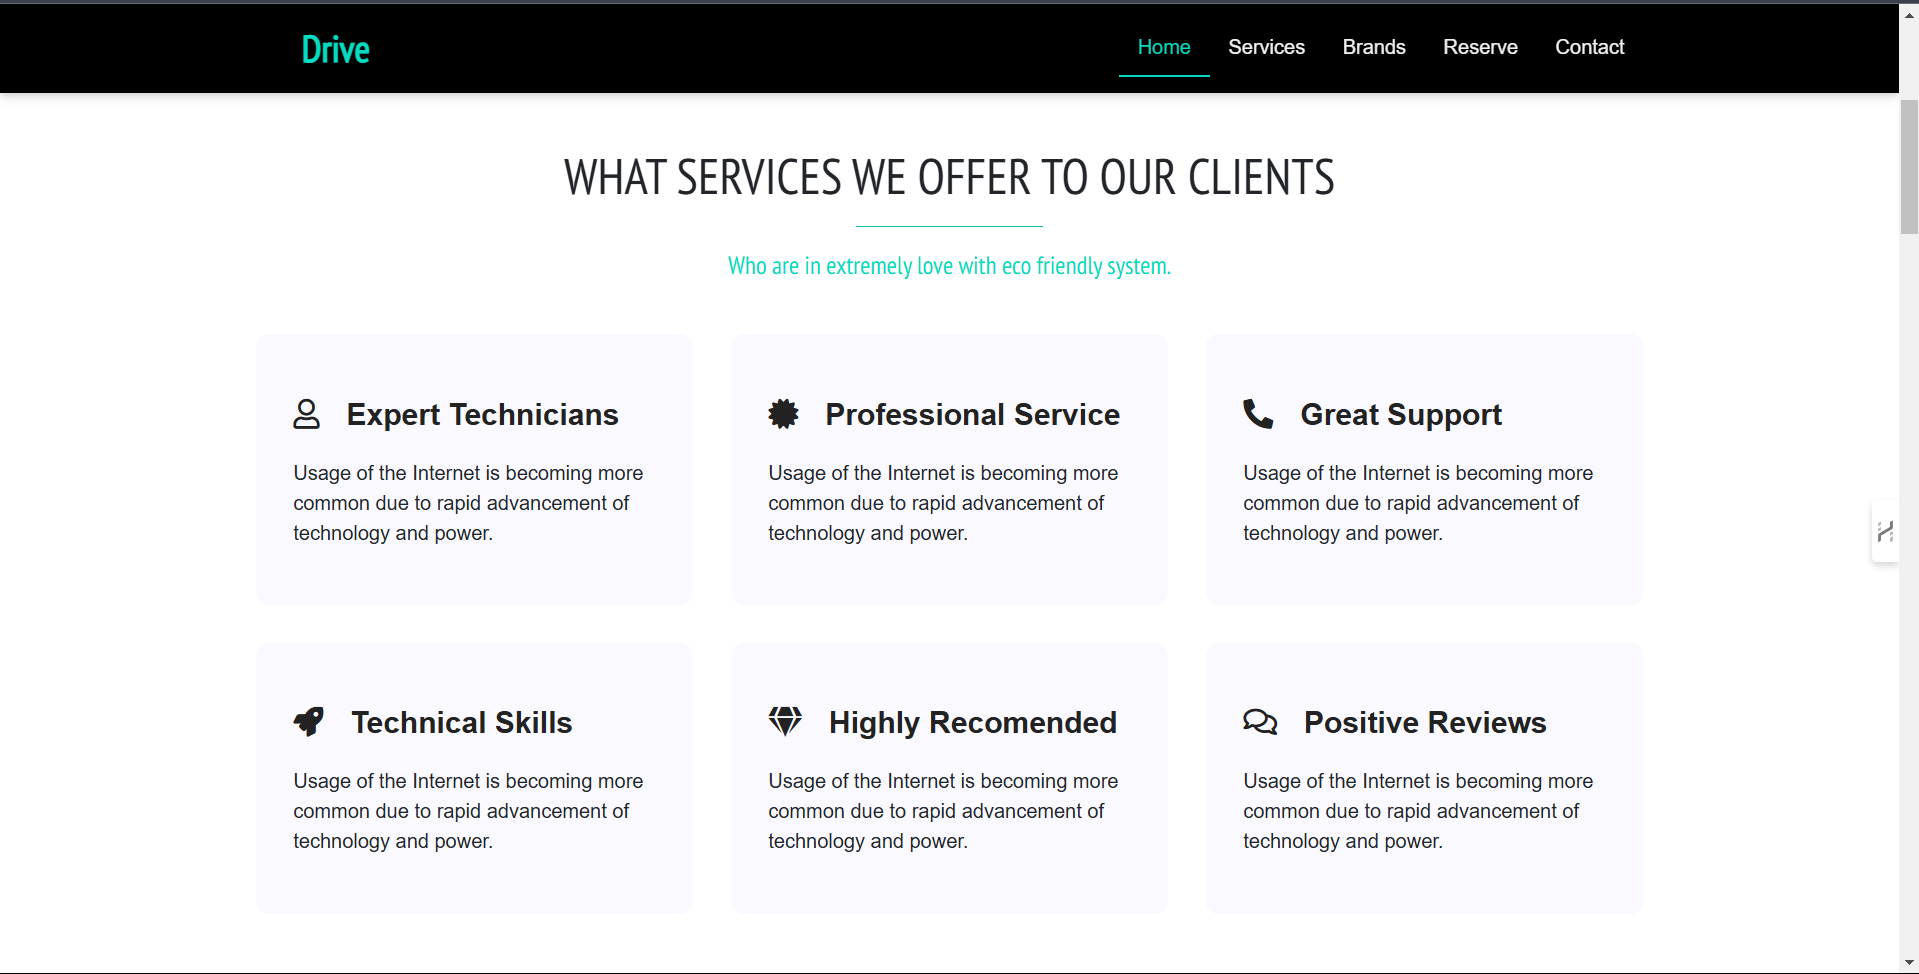 Drive
Home Services Brands Reserve Contact
WHAT SERVICES WE OFFER TO OUR CLIENTS
Who are in extremely love with eco friendly system.
Expert Technicians
Usage of the Internet is becoming more
common due to rapid advancement of
technology and power.
Professional Service
Usage of the Internet is becoming more
common due to rapid advancement of
technology and power.
Great Support
Usage of the Internet is becoming more
common due to rapid advancement of
technology and power.
Technical Skills
Usage of the Internet is becoming more
common due to rapid advancement of
technology and power.
Highly Recomended
Usage of the Internet is becoming more
common due to rapid advancement of
technology and power.
Positive Reviews
Usage of the Internet is becoming more
common due to rapid advancement of
technology and power.